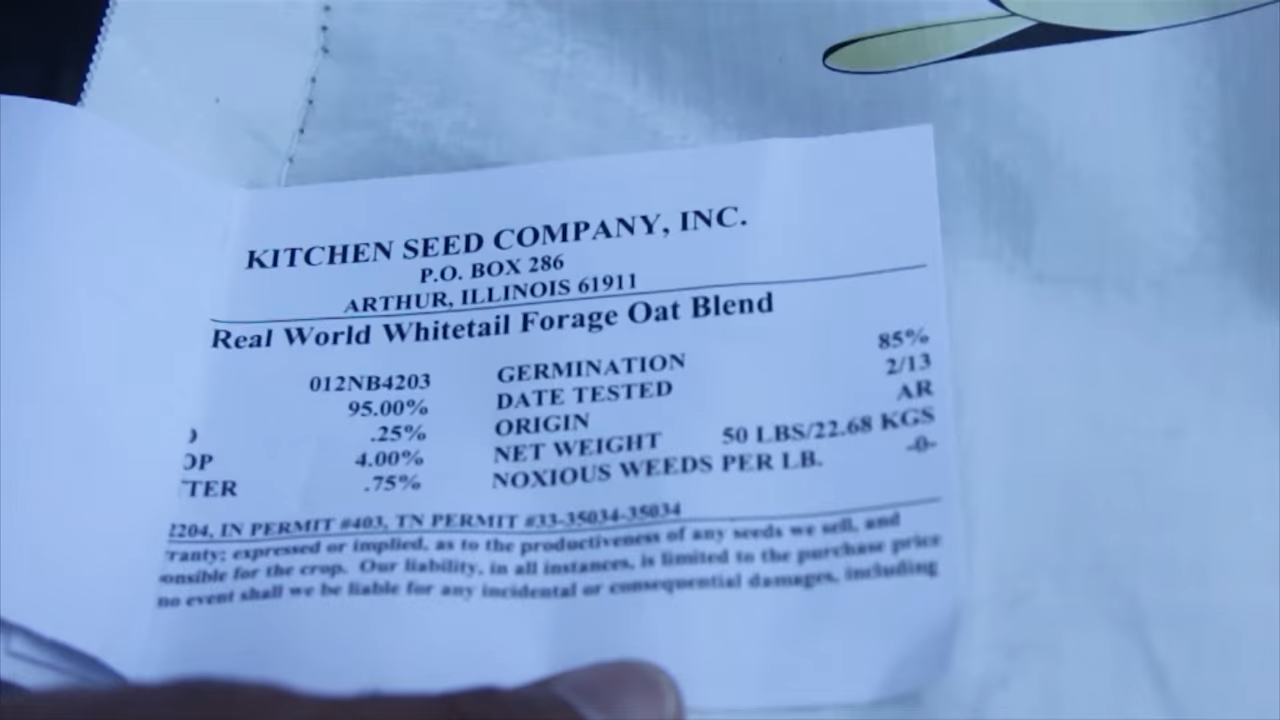 KITCHEN SEED COMPANY, INC.
P.O. BOX 286
ARTHUR, ILLINOIS 61911
Real World Whitetail Forage Oat Blend
012NB4203 GERMINATION 85%
95.00% DATE TESTED 2/13
.25% ORIGIN AR
OP 4.00% NET WEIGHT 50 LBS/22.68 KGS
TTER .75% NOXIOUS WEEDS PER LB. -0-
204, IN PERMIT #403, TN PERMIT #33-35034-35034
ranty; expressed or implied, as to the productiveness of any seeds we sell, and
onsible for the crop. Our liability, in all instances, is limited to the purchase price
no event shall we be liable for any incidental or consequential damages, including